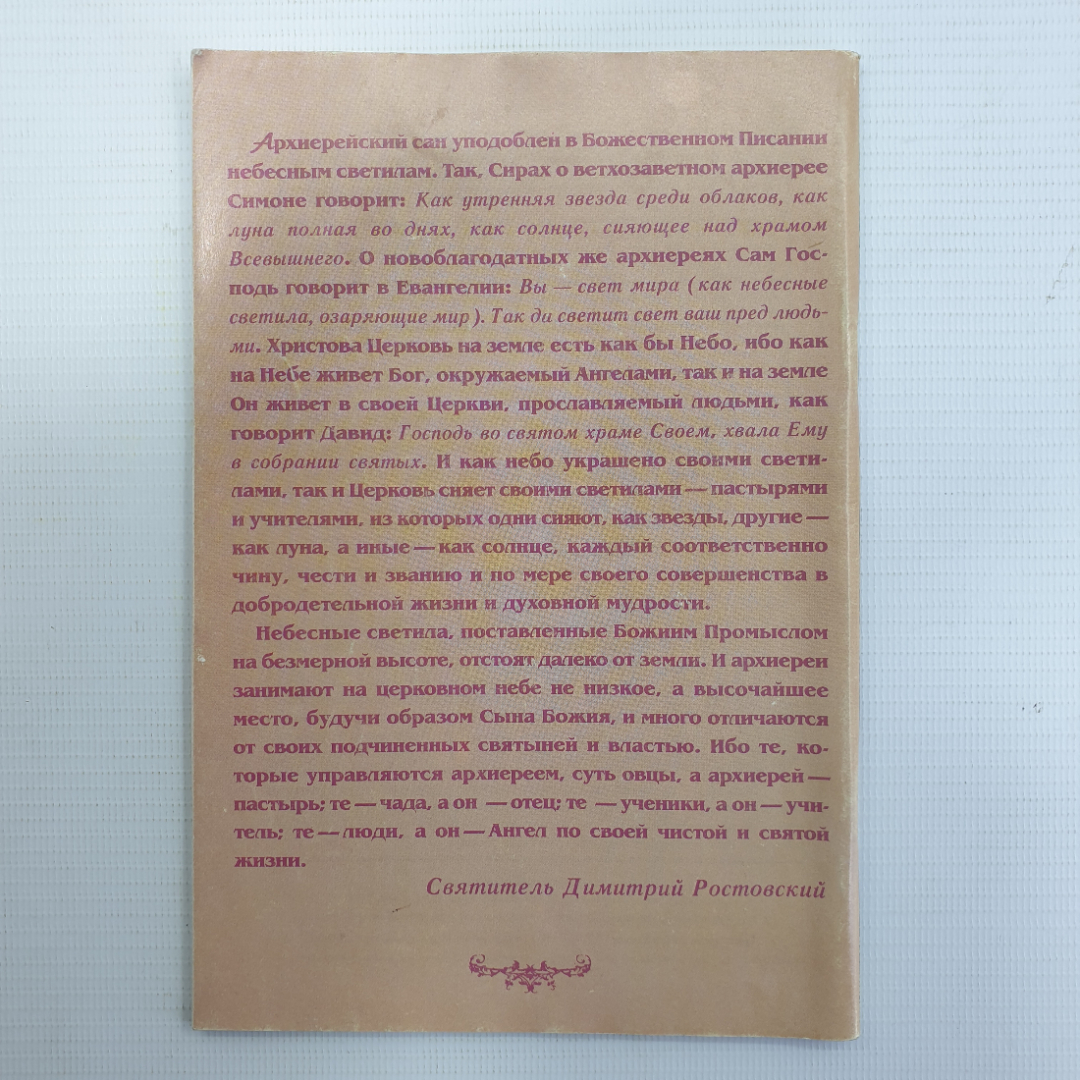 Архиерейский сан уподоблен в Божественном Писании
небесным светилам. Так, Сирах о ветхозаветном архиерее
Симоне говорит: Как утренняя звезда среди облаков, как
луна полная во днях, как солнце, сияющее над храмом
Всевышнего. О новоблагодатных же архиереях Сам Гос-
подь говорит в Евангелии: Вы — свет мира (как небесные
светила, озаряющие мир). Так да светит свет ваш пред людь-
ми. Христова Церковь на земле есть как бы Небо, ибо как
на Небе живет Бог, окружаемый Ангелами, так и на земле
Он живет в своей Церкви, прославляемый людьми, как
говорит Давид: Господь во святом храме Своем, хвала Ему
в собрании святых. И как небо украшено своими свети-
лами, так и Церковь сияет своими светилами — пастырями
и учителями, из которых одни сияют, как звезды, другие —
как луна, а иные — как солнце, каждый соответственно
чину, чести и званию и по мере своего совершенства в
добродетельной жизни и духовной мудрости.
Небесные светила, поставленные Божиим Промыслом
на безмерной высоте, отстоят далеко от земли. И архиереи
занимают на церковном небе не низкое, а высочайшее
место, будучи образом Сына Божия, и много отличаются
от своих подчиненных святыней и властью. Ибо те, ко-
торые управляются архиереем, суть овцы, а архиерей —
пастырь; те — чада, а он — отец; те — ученики, а он — учи-
тель; те — люди, а он — Ангел по своей чистой и святой
жизни.
Святитель Димитрий Ростовский